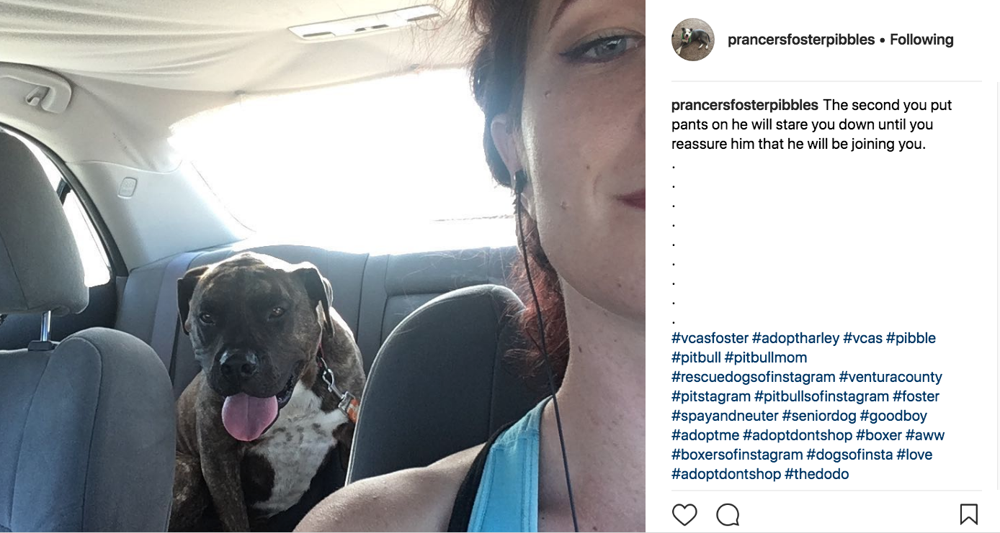 prancersfosterpibbles • Following
prancersfosterpibbles The second you put
pants on he will stare you down until you
reassure him that he will be joining you.
.
.
.
.
.
.
.
.
.
#vcasfoster #adoptharley #vcas #pibble
#pitbull #pitbullmom
#rescuedogsofinstagram #venturacounty
#pitstagram #pitbullsofinstagram #foster
#spayandneuter #seniordog #goodboy
#adoptme #adoptdontshop #boxer #aww
#boxersofinstagram #dogsofinsta #love
#adoptdontshop #thedodo